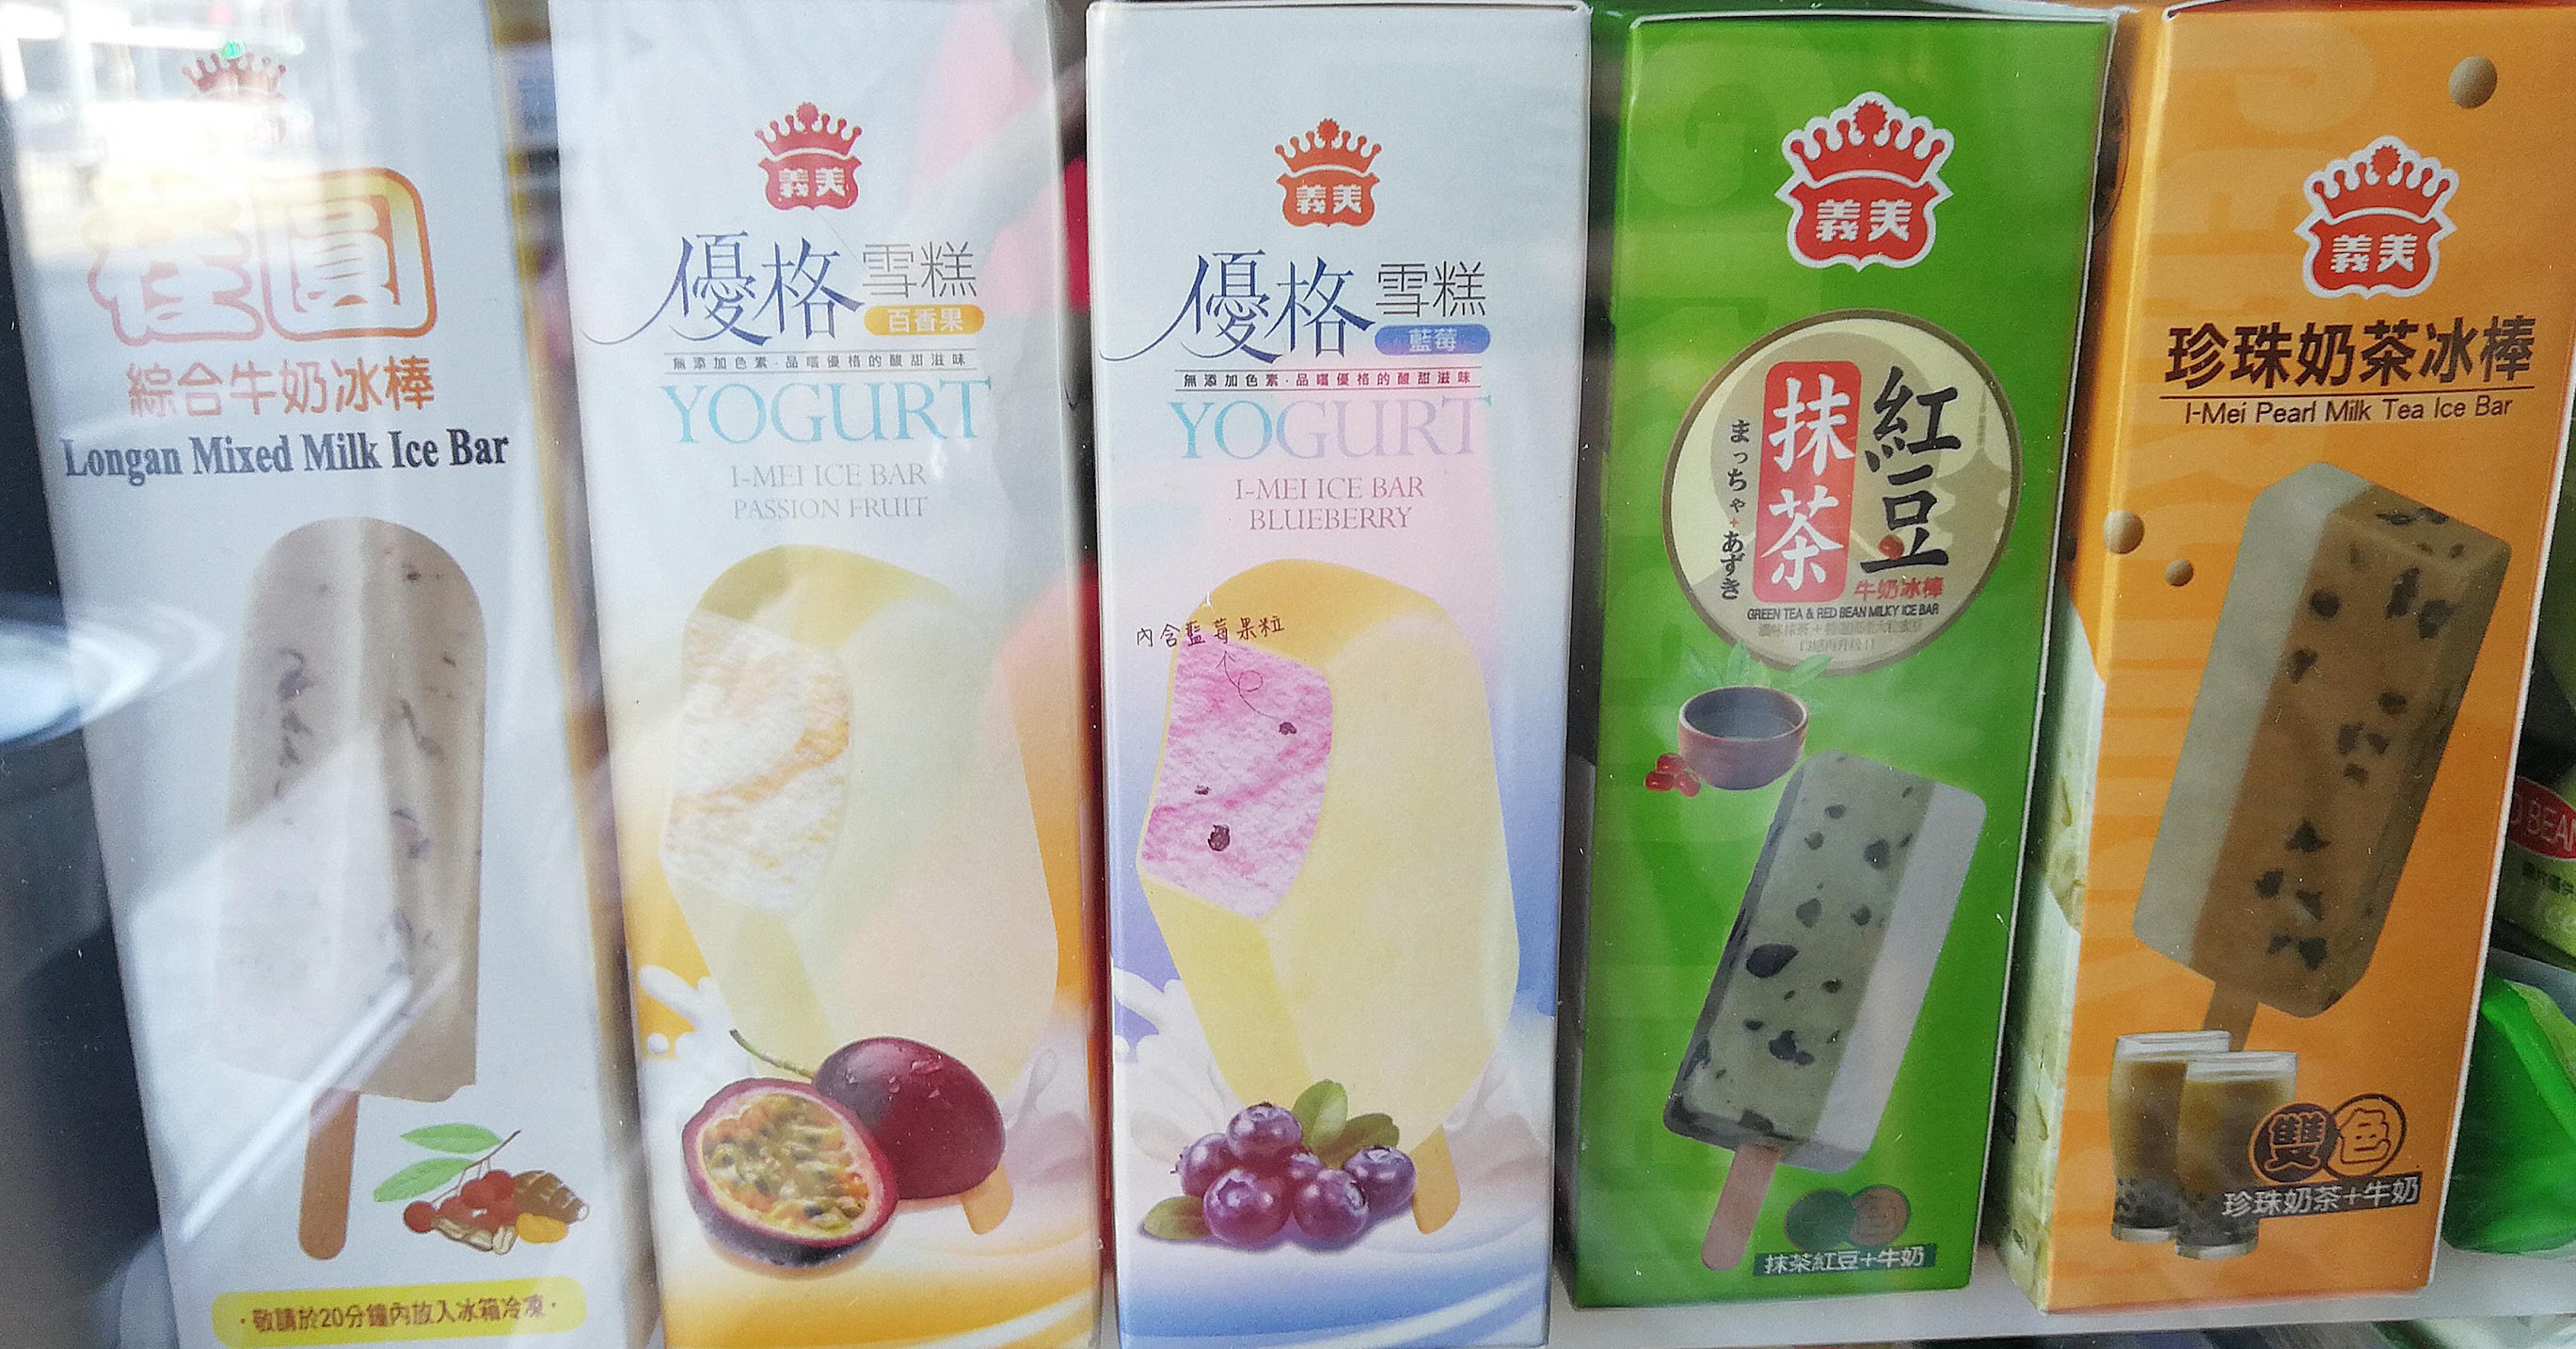 桂圓
綜合牛奶冰棒
Longan Mixed Milk Ice Bar
·敬請於20分鐘內放入冰箱冷凍·
義美
優格雪糕
百香果
無添加色素·品嚐優格的酸甜滋味
YOGURT
I-MEI ICE BAR
PASSION FRUIT
義美
優格雪糕
藍莓
無添加色素·品嚐優格的酸甜滋味
YOGURT
I-MEI ICE BAR
BLUEBERRY
內含藍莓果粒
義美
紅豆
抹茶
まっちゃ+あずき
牛奶冰棒
GREEN TEA & RED BEAN MILKY ICE BAR
抹茶紅豆+牛奶
義美
珍珠奶茶冰棒
I-Mei Pearl Milk Tea Ice Bar
雙色
珍珠奶茶+牛奶